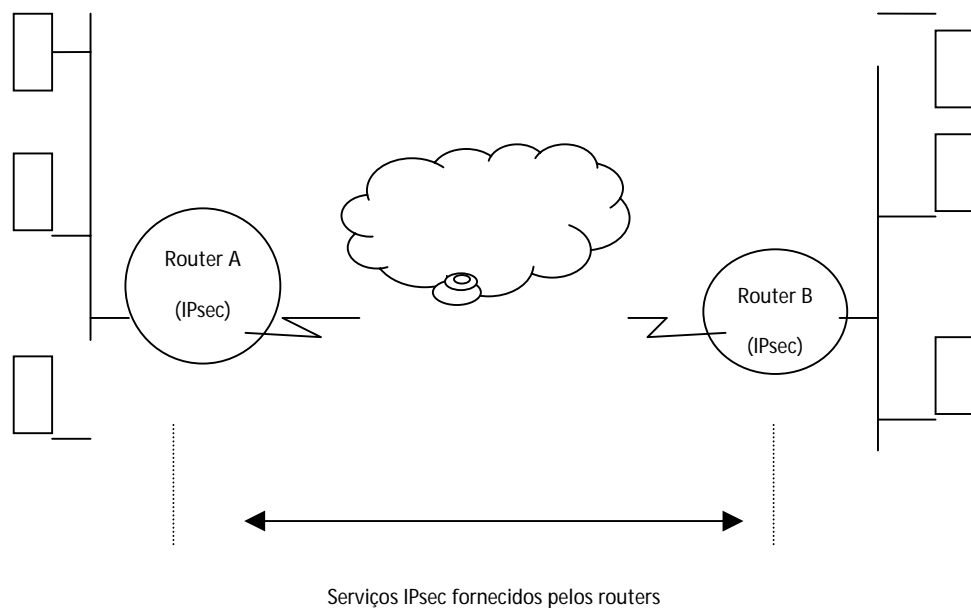 Router A
(IPsec)
Router B
(IPsec)
Serviços IPsec fornecidos pelos routers